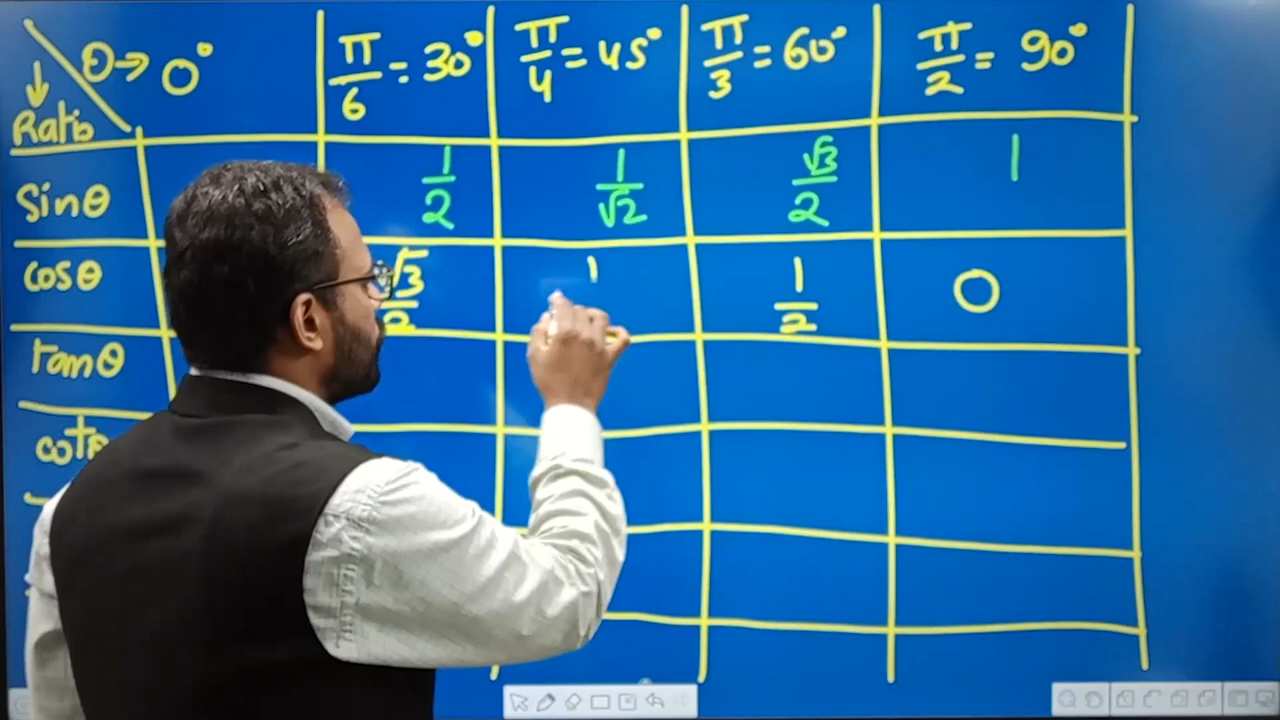 θ→ 0° π/6 = 30° π/4 = 45° π/3 = 60° π/2 = 90°
↓
Ratio
Sinθ 1/2 1/√2 √3/2 1
cosθ √3/2 1 1/2 0
tanθ
cotθ